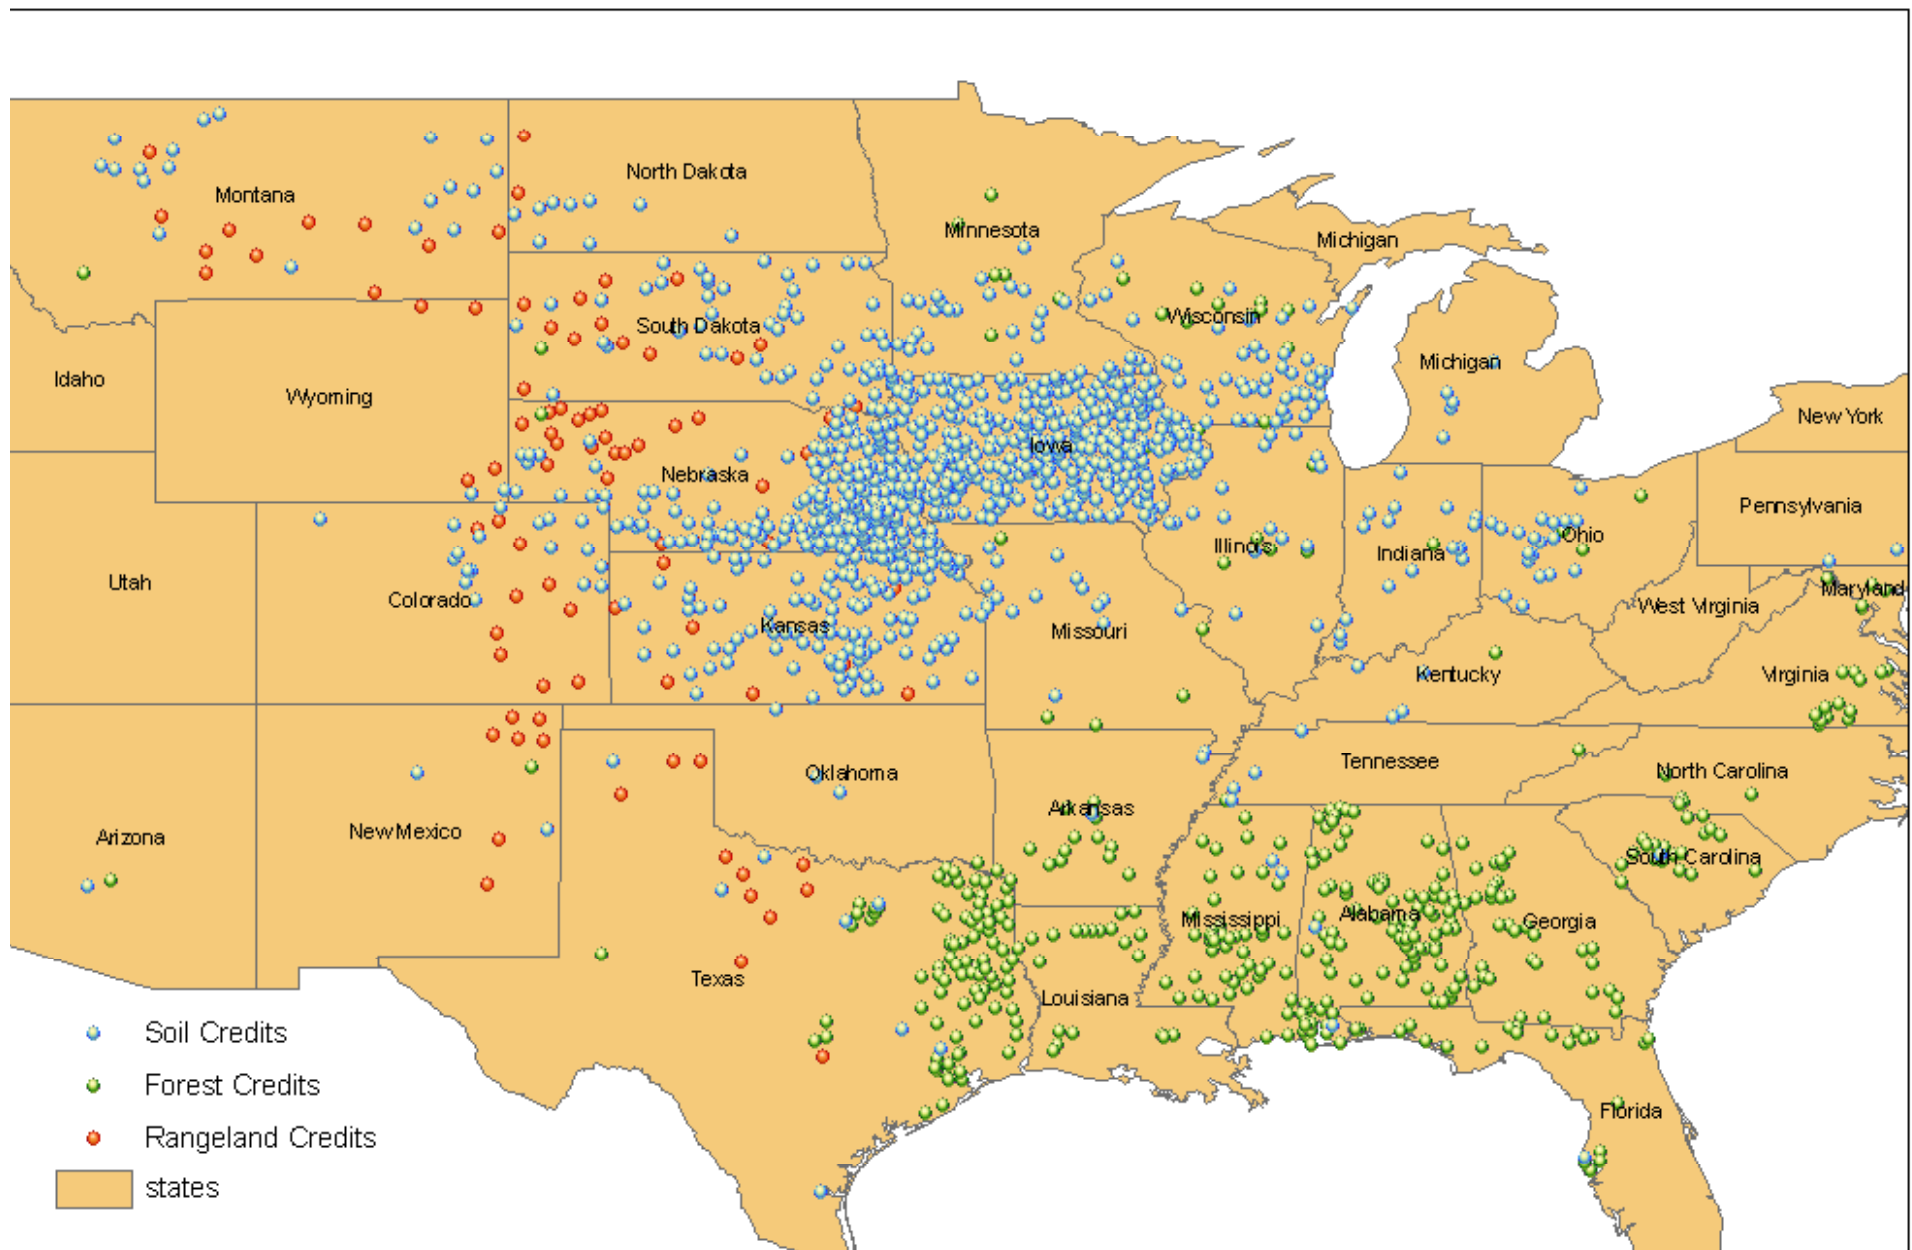 North Dakota
Montana
Minnesota
Michigan
Wisconsin
South Dakota
Michigan
Idaho
Wyoming
New York
Iowa
Nebraska
Pennsylvania
Ohio
Illinois
Indiana
Utah
Colorado
Maryland
West Virginia
Kansas
Missouri
Kentucky
Virginia
Tennessee
North Carolina
Oklahoma
Arkansas
New Mexico
Arizona
South Carolina
Mississippi
Alabama
Georgia
Texas
Louisiana
Florida
Soil Credits
Forest Credits
Rangeland Credits
states